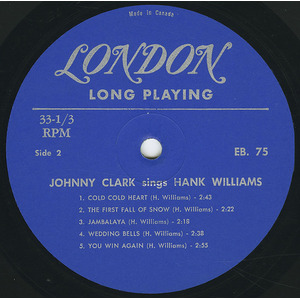 Made in Canada
LONDON
LONG PLAYING
33-1/3
RPM
Side 2
EB. 75
JOHNNY CLARK sings HANK WILLIAMS
1. COLD COLD HEART (H. Williams) - 2:43
2. THE FIRST FALL OF SNOW (H. Williams) - 2:22
3. JAMBALAYA (H. Williams) - 2:18
4. WEDDING BELLS (H. Williams) - 2:38
5. YOU WIN AGAIN (H. Williams) - 2:55